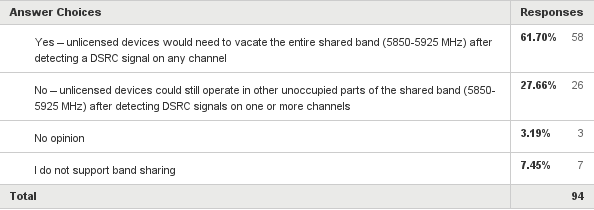 Answer Choices Responses
Yes – unlicensed devices would need to vacate the entire shared band (5850-5925 MHz) after 61.70% 58
detecting a DSRC signal on any channel
No – unlicensed devices could still operate in other unoccupied parts of the shared band (5850- 27.66% 26
5925 MHz) after detecting DSRC signals on one or more channels
No opinion 3.19% 3
I do not support band sharing 7.45% 7
Total 94